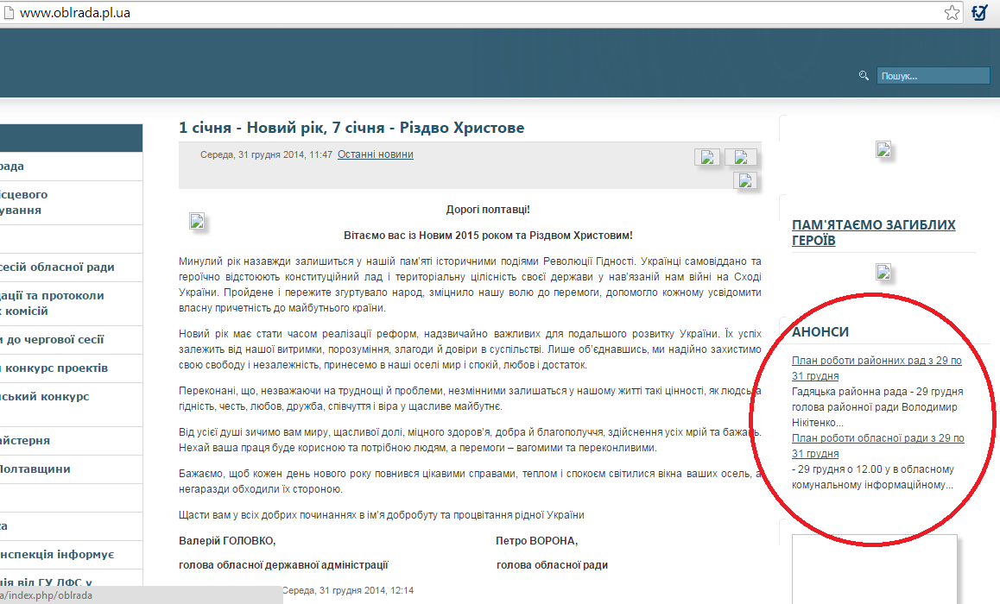 www.oblrada.pl.ua
Пошук...
рада
ісцевого
ування
сесій обласної ради
дації та протоколи
х комісій
и до чергової сесії
й конкурс проектів
ський конкурс
айстерня
Полтавщини
са
нспекція інформує
ція від ГУ ДФС у
a/index.php/oblrada
1 січня - Новий рік, 7 січня - Різдво Христове
Середа, 31 грудня 2014, 11:47 Останні новини
Дорогі полтавці!
Вітаємо вас із Новим 2015 роком та Різдвом Христовим!
Минулий рік назавжди залишиться у нашій пам’яті історичними подіями Революції Гідності. Українці самовіддано та
героїчно відстоюють конституційний лад і територіальну цілісність своєї держави у нав’язаній нам війні на Сході
України. Пройдене і пережите згуртувало народ, зміцнило нашу волю до перемоги, допомогло кожному усвідомити
власну причетність до майбутнього країни.
Новий рік має стати часом реалізації реформ, надзвичайно важливих для подальшого розвитку України. Їх успіх
залежить від нашої витримки, порозуміння, злагоди й довіри в суспільстві. Лише об’єднавшись, ми надійно захистимо
свою свободу і незалежність, принесемо в наші оселі мир і спокій, любов і достаток.
Переконані, що, незважаючи на труднощі й проблеми, незмінними залишаться у нашому житті такі цінності, як людська
гідність, честь, любов, дружба, співчуття і віра у щасливе майбутнє.
Від усієї душі зичимо вам миру, щасливої долі, міцного здоров’я, добра й благополуччя, здійснення усіх мрій та бажань.
Нехай ваша праця буде корисною та потрібною людям, а перемоги – вагомими та переконливими.
Бажаємо, щоб кожен день нового року повнився цікавими справами, теплом і спокоєм світилися вікна ваших осель, а
негаразди обходили їх стороною.
Щасти вам у всіх добрих починаннях в ім’я добробуту та процвітання рідної України
Валерій ГОЛОВКО, Петро ВОРОНА,
голова обласної державної адміністрації голова обласної ради
Середа, 31 грудня 2014, 12:14
ПАМ'ЯТАЄМО ЗАГИБЛИХ
ГЕРОЇВ
АНОНСИ
План роботи районних рад з 29 по
31 грудня
Гадяцька районна рада - 29 грудня
голова районної ради Володимир
Нікітенко...
План роботи обласної ради з 29 по
31 грудня
- 29 грудня о 12.00 у в обласному
комунальному інформаційному...